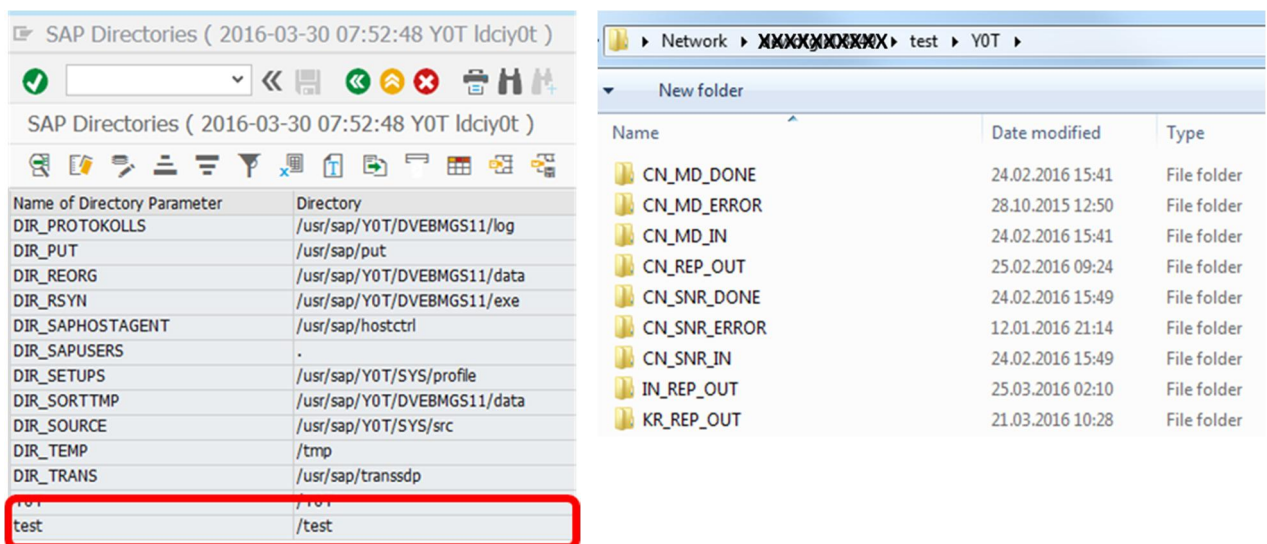 SAP Directories ( 2016-03-30 07:52:48 Y0T ldciy0t )
SAP Directories ( 2016-03-30 07:52:48 Y0T ldciy0t )
Name of Directory Parameter Directory
DIR_PROTOKOLLS /usr/sap/Y0T/DVEBMGS11/log
DIR_PUT /usr/sap/put
DIR_REORG /usr/sap/Y0T/DVEBMGS11/data
DIR_RSYN /usr/sap/Y0T/DVEBMGS11/exe
DIR_SAPHOSTAGENT /usr/sap/hostctrl
DIR_SAPUSERS .
DIR_SETUPS /usr/sap/Y0T/SYS/profile
DIR_SORTTMP /usr/sap/Y0T/DVEBMGS11/data
DIR_SOURCE /usr/sap/Y0T/SYS/src
DIR_TEMP /tmp
DIR_TRANS /usr/sap/transsdp
test /test
Network test Y0T
New folder
Name Date modified Type
CN_MD_DONE 24.02.2016 15:41 File folder
CN_MD_ERROR 28.10.2015 12:50 File folder
CN_MD_IN 24.02.2016 15:41 File folder
CN_REP_OUT 25.02.2016 09:24 File folder
CN_SNR_DONE 24.02.2016 15:49 File folder
CN_SNR_ERROR 12.01.2016 21:14 File folder
CN_SNR_IN 24.02.2016 15:49 File folder
IN_REP_OUT 25.03.2016 02:10 File folder
KR_REP_OUT 21.03.2016 10:28 File folder